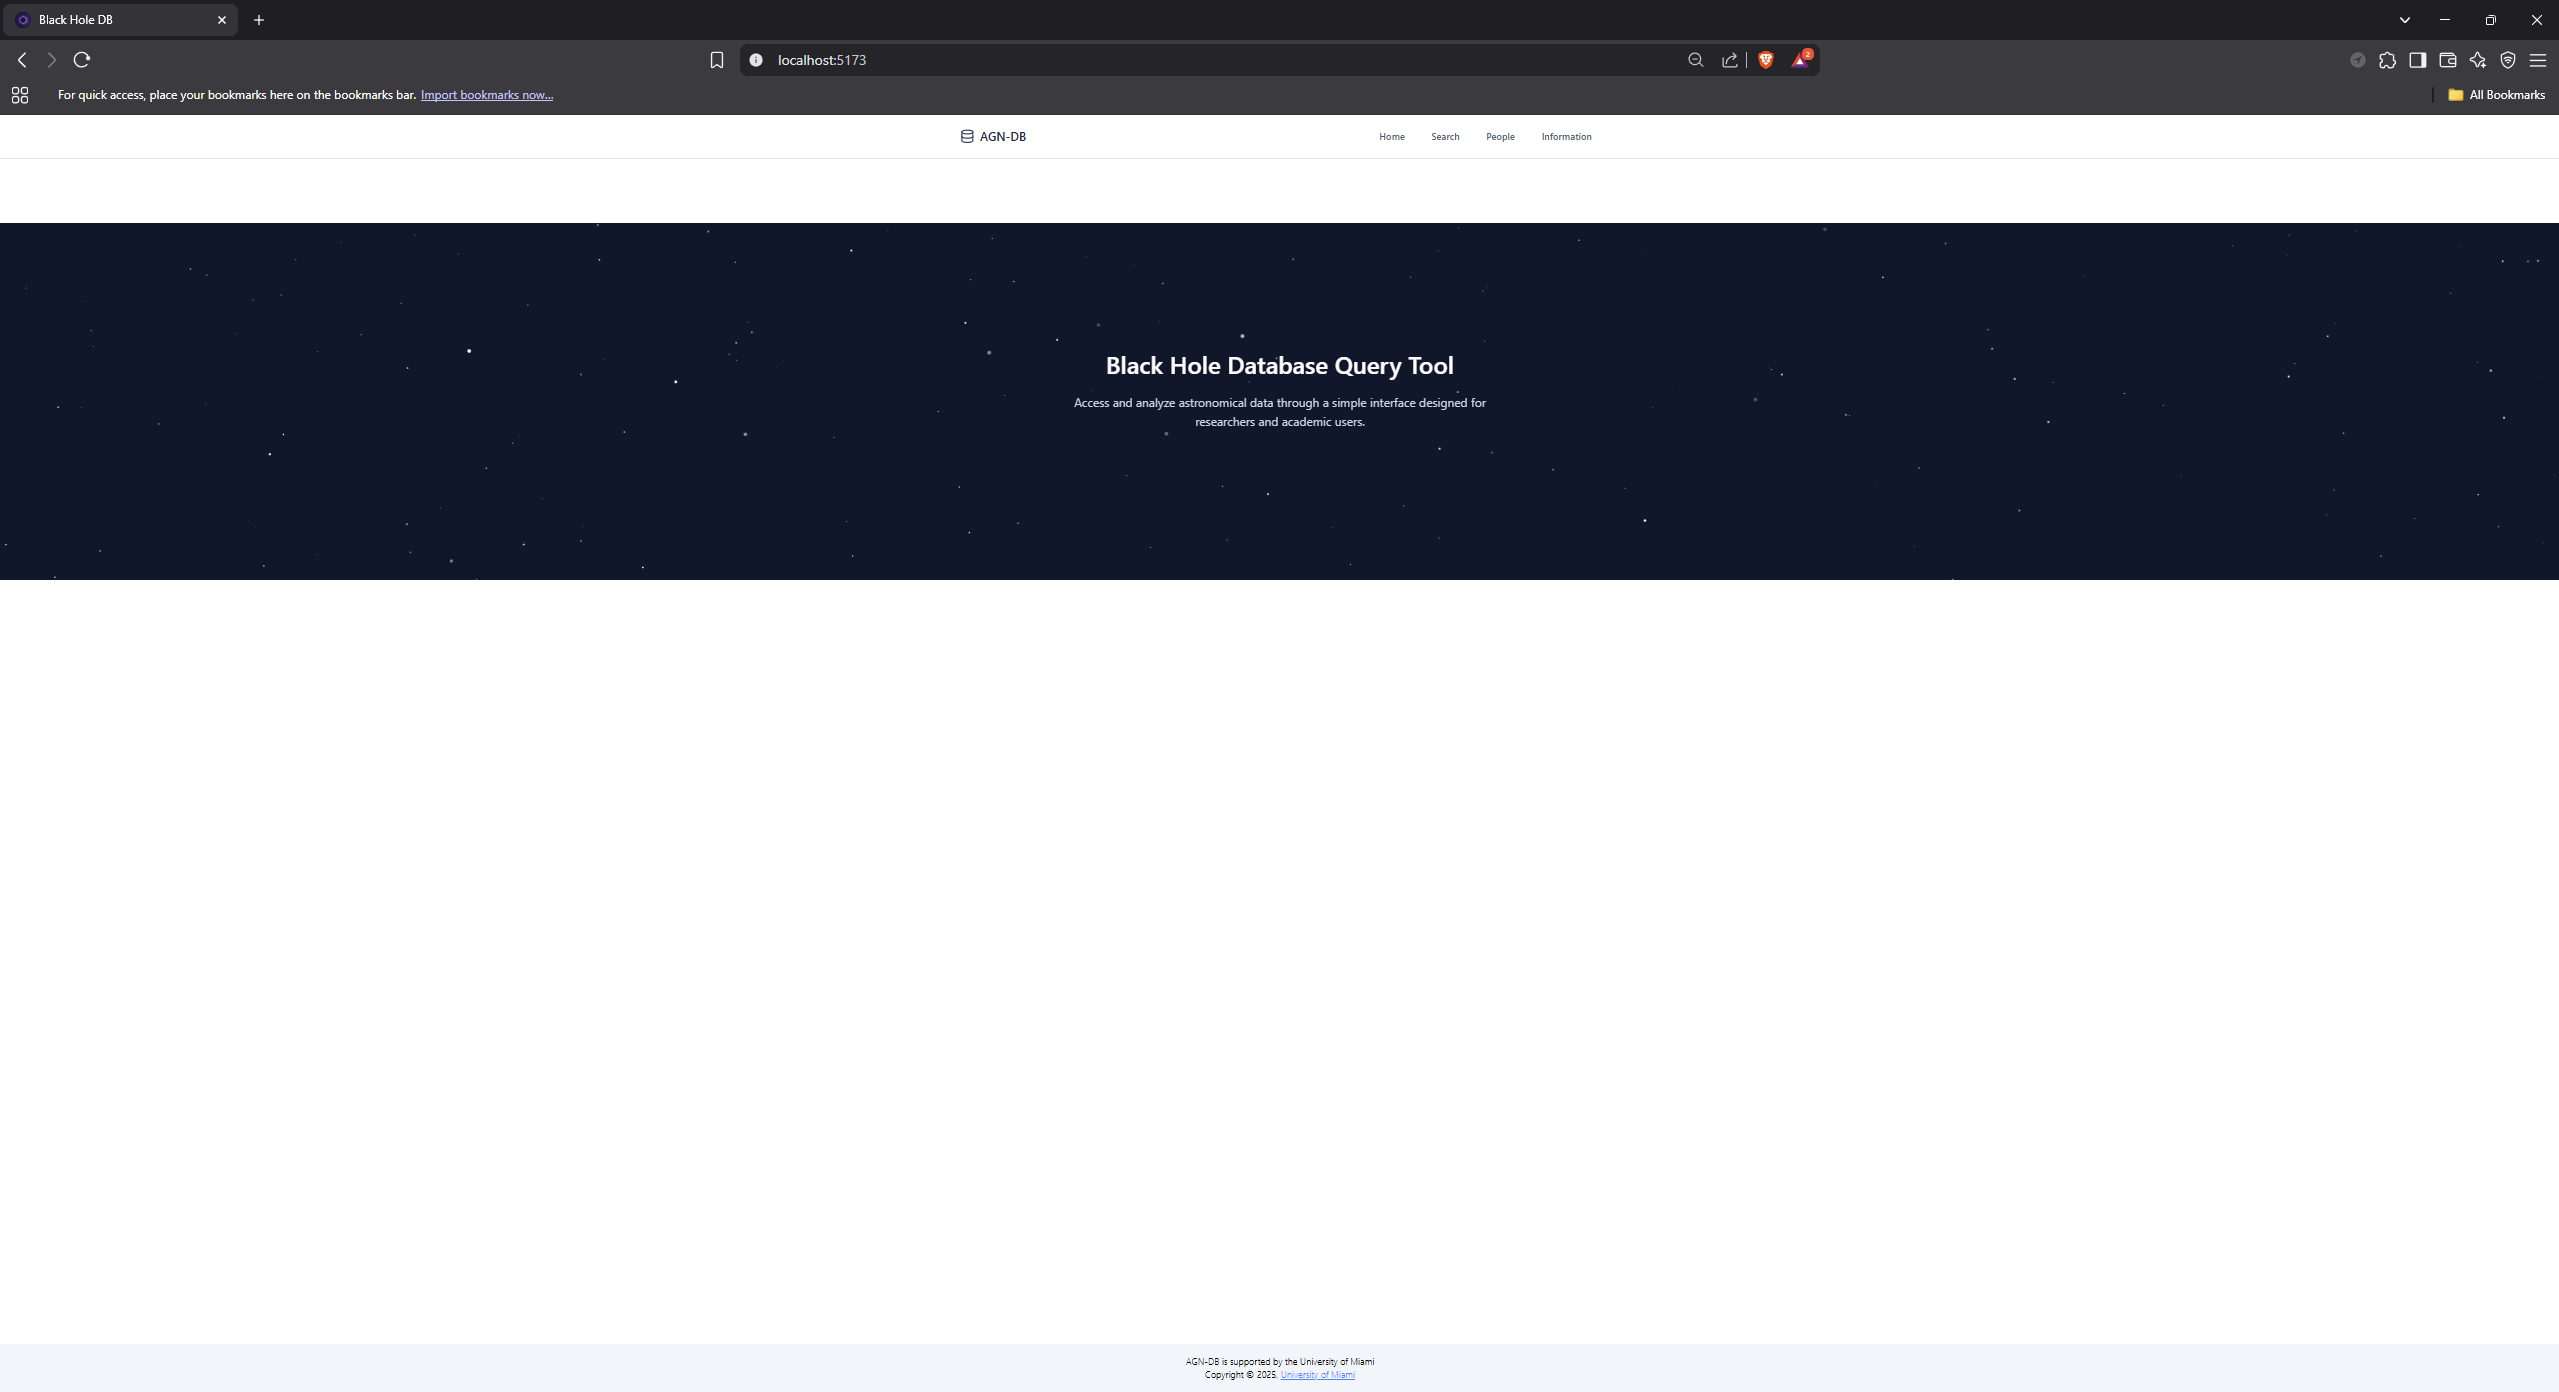 Black Hole DB
localhost:5173
2
For quick access, place your bookmarks here on the bookmarks bar. Import bookmarks now...
All Bookmarks
AGN-DB
Home
Search
People
Information
Black Hole Database Query Tool
Access and analyze astronomical data through a simple interface designed for
researchers and academic users.
AGN-DB is supported by the University of Miami
Copyright © 2025, University of Miami